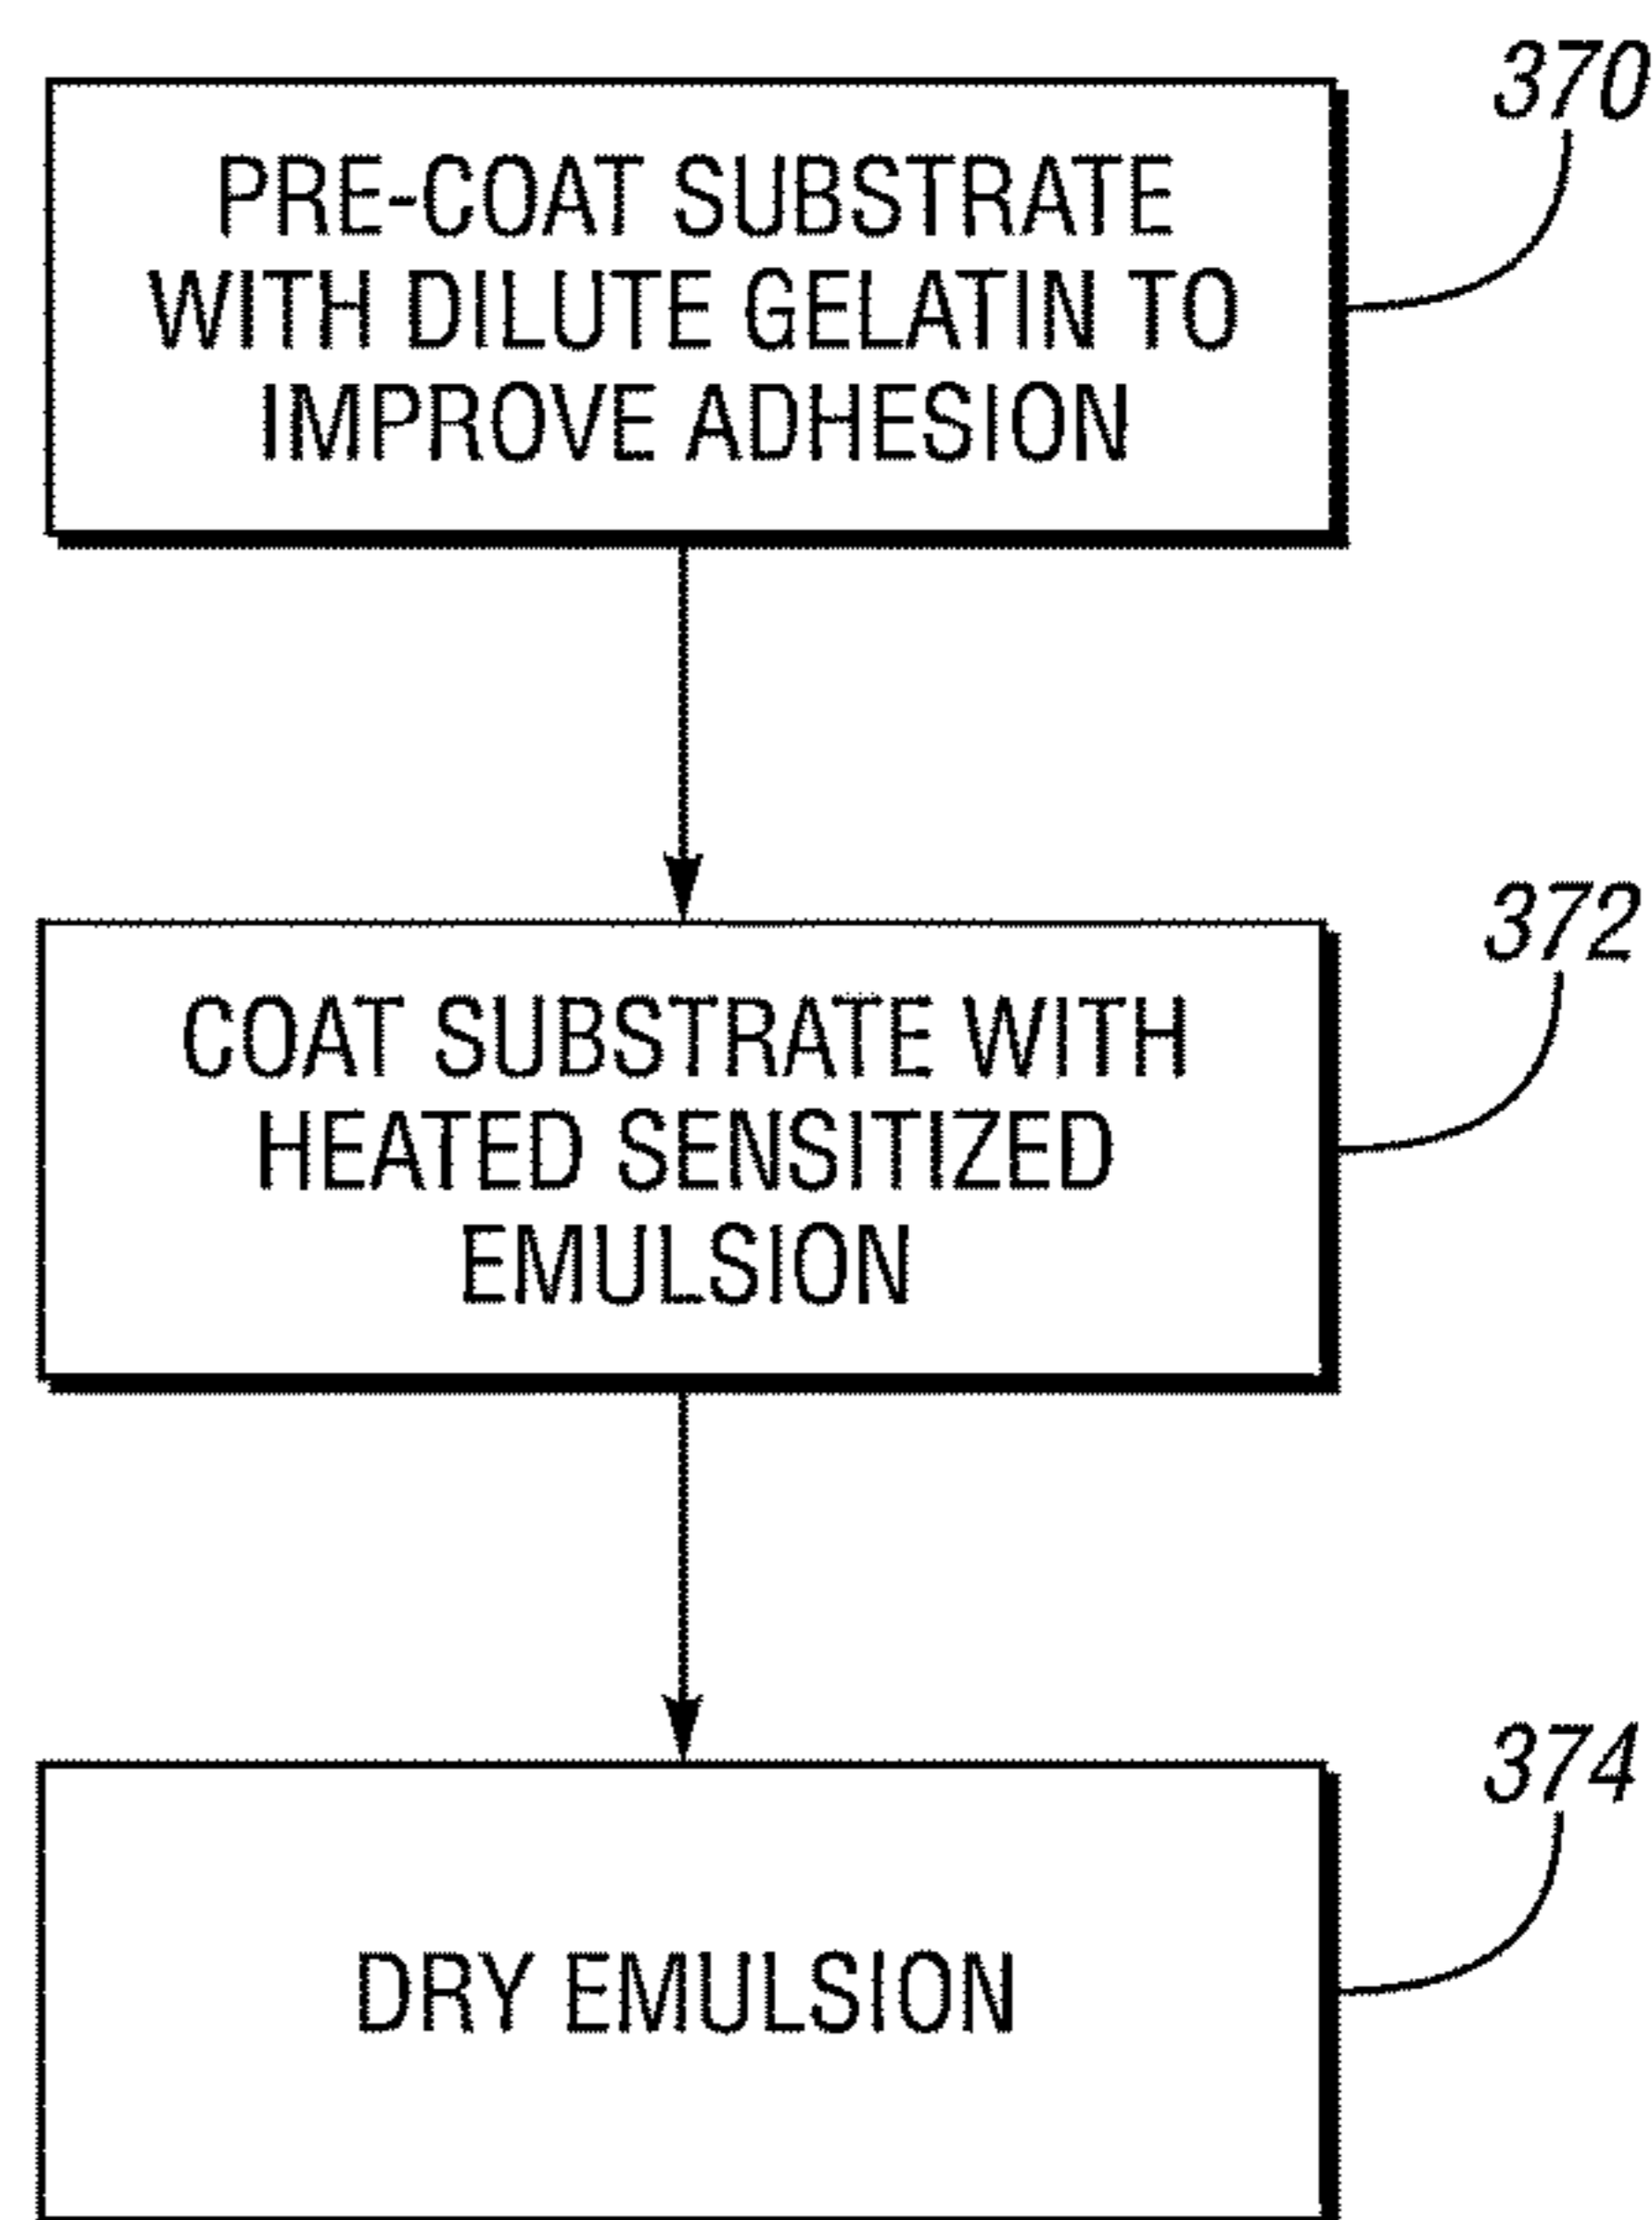 370
PRE-COAT SUBSTRATE
WITH DILUTE GELATIN TO
IMPROVE ADHESION
372
COAT SUBSTRATE WITH
HEATED SENSITIZED
EMULSION
374
DRY EMULSION